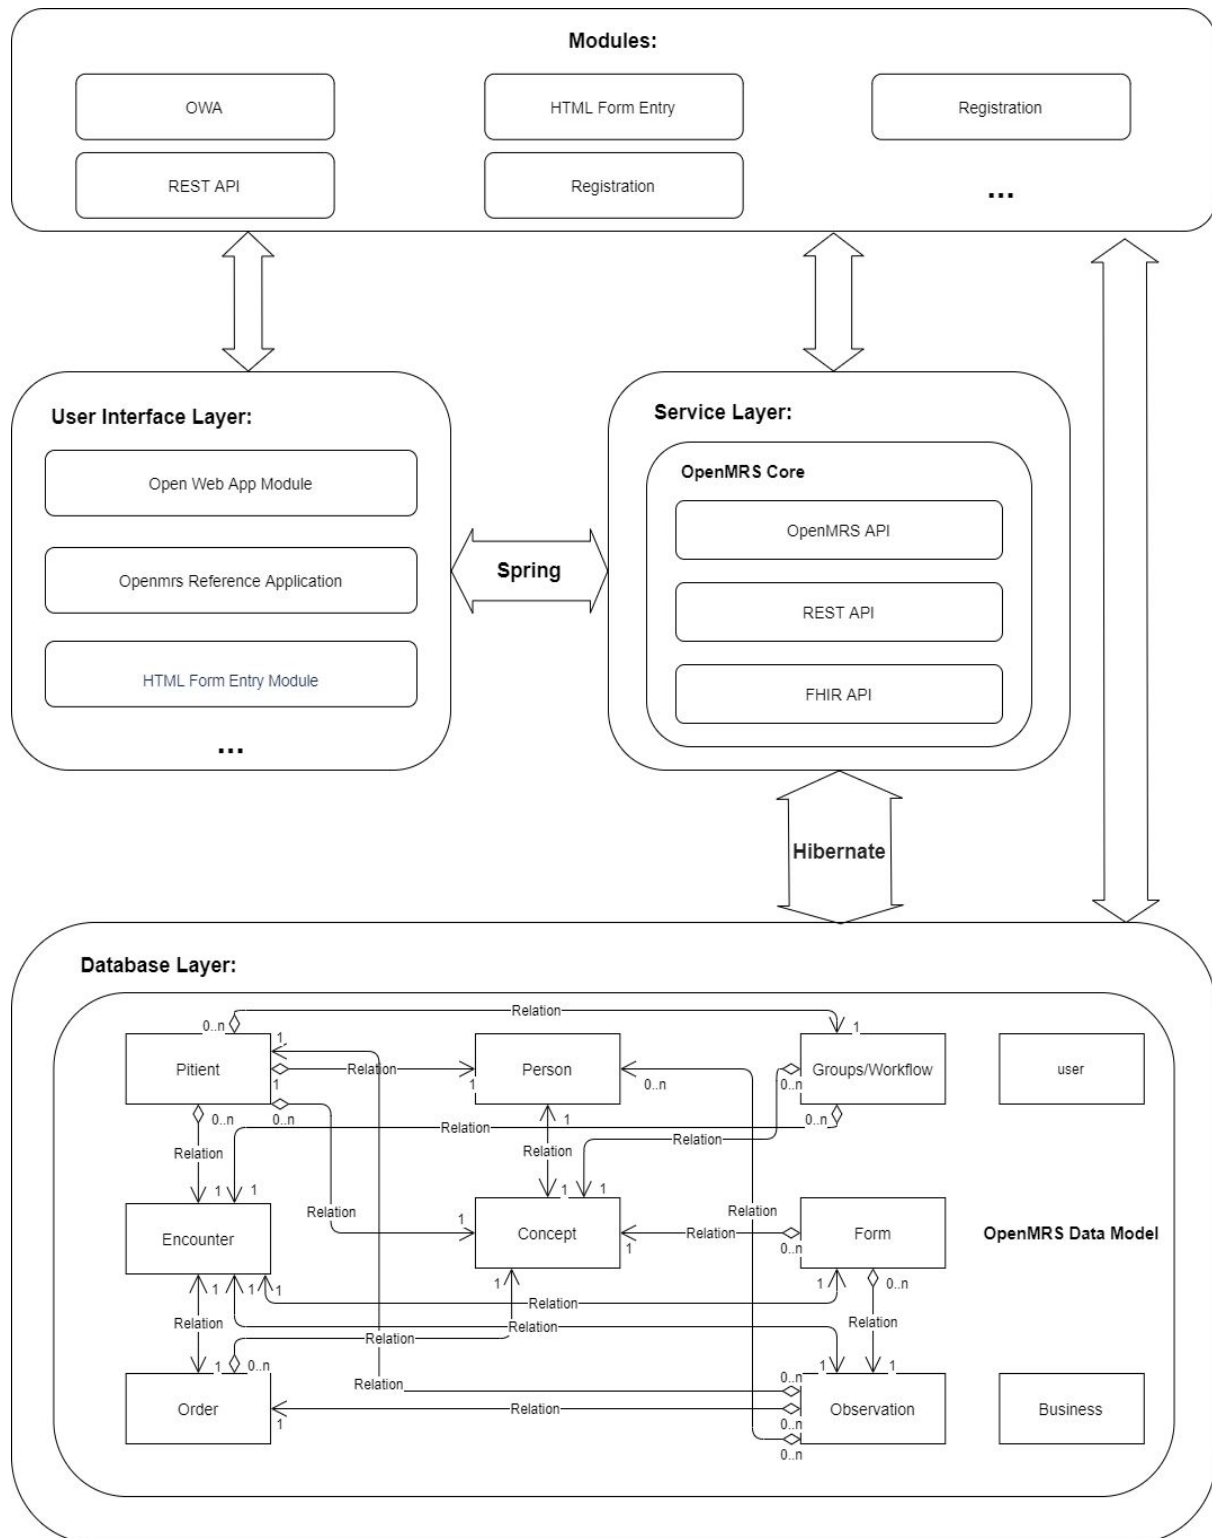 Modules:
OWA
HTML Form Entry
Registration
REST API
Registration
...
User Interface Layer:
Open Web App Module
Openmrs Reference Application
HTML Form Entry Module
...
Spring
Service Layer:
OpenMRS Core
OpenMRS API
REST API
FHIR API
Hibernate
Database Layer:
Relation
0..n
1
1
Pitient
Relation
1
Person
0..n
Groups/Workflow
0..n
user
1
0..n
0..n
Relation
1
0..n
Relation
Relation
Relation
1
1
Relation
1
1
1
Relation
Encounter
Concept
1
Relation
0..n
Form
OpenMRS Data Model
1
1
1
1
1
0..n
Relation
Relation
Relation
Relation
Relation
1
0..n
1
1
Relation
0..n
Order
1
Relation
0..n
Observation
0..n
Business